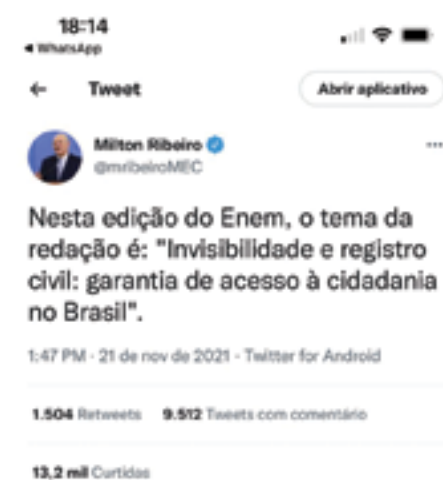 18:14
◀ WhatsApp
← Tweet Abrir aplicativo
Milton Ribeiro
@mribeiroMEC
Nesta edição do Enem, o tema da
redação é: "Invisibilidade e registro
civil: garantia de acesso à cidadania
no Brasil".
1:47 PM · 21 de nov de 2021 · Twitter for Android
1.504 Retweets 9.512 Tweets com comentário
13,2 mil Curtidas